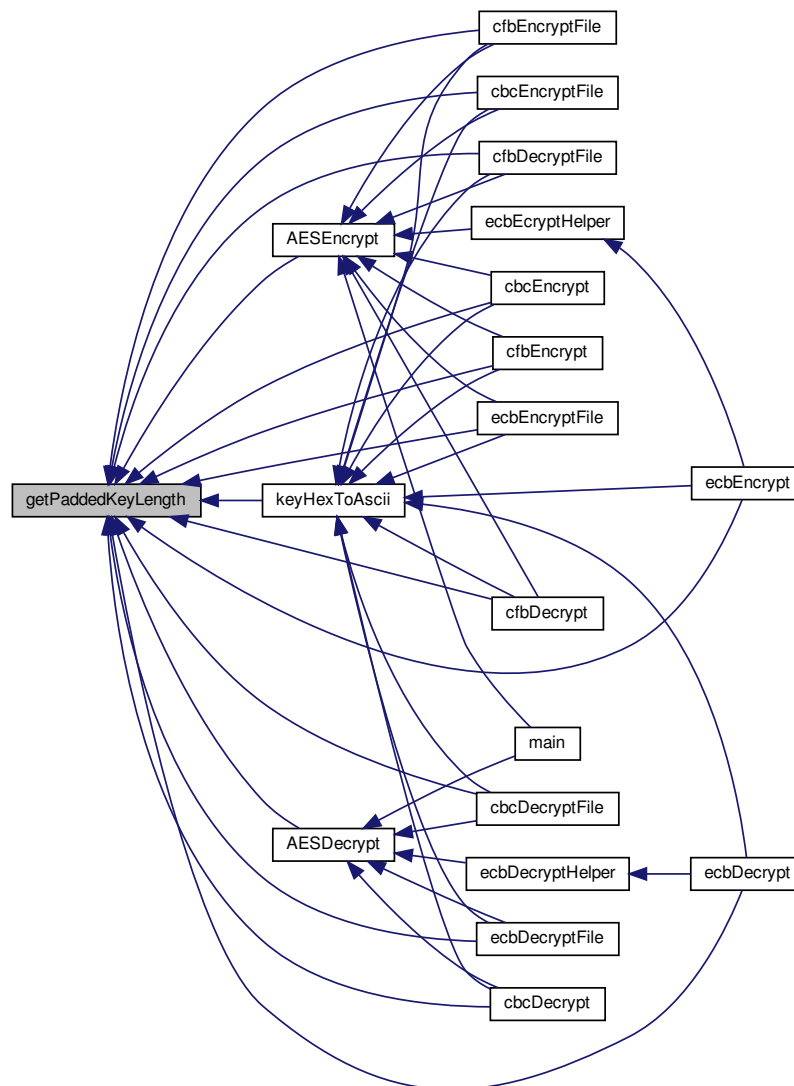 cfbEncryptFile
cbcEncryptFile
cfbDecryptFile
ecbEcryptHelper
AESEncrypt
cbcEncrypt
cfbEncrypt
ecbEncryptFile
ecbEncrypt
getPaddedKeyLength
keyHexToAscii
cfbDecrypt
main
cbcDecryptFile
AESDecrypt
ecbDecryptHelper
ecbDecrypt
ecbDecryptFile
cbcDecrypt